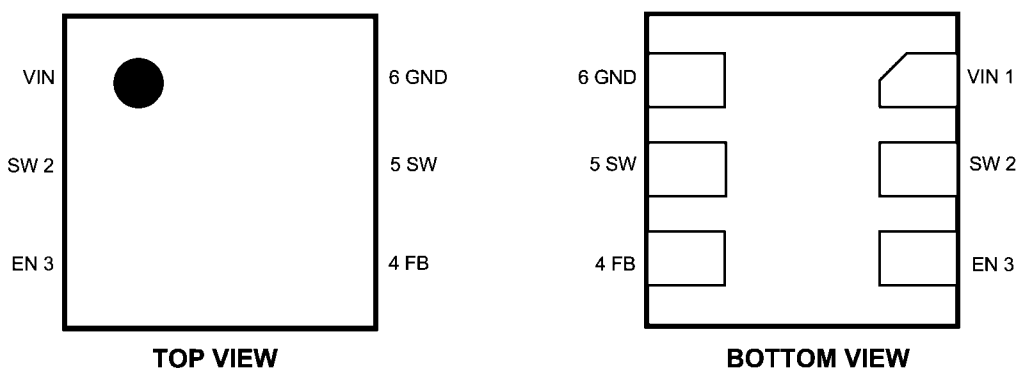 VIN
6 GND
SW 2
5 SW
EN 3
4 FB
TOP VIEW
6 GND
VIN 1
5 SW
SW 2
4 FB
EN 3
BOTTOM VIEW